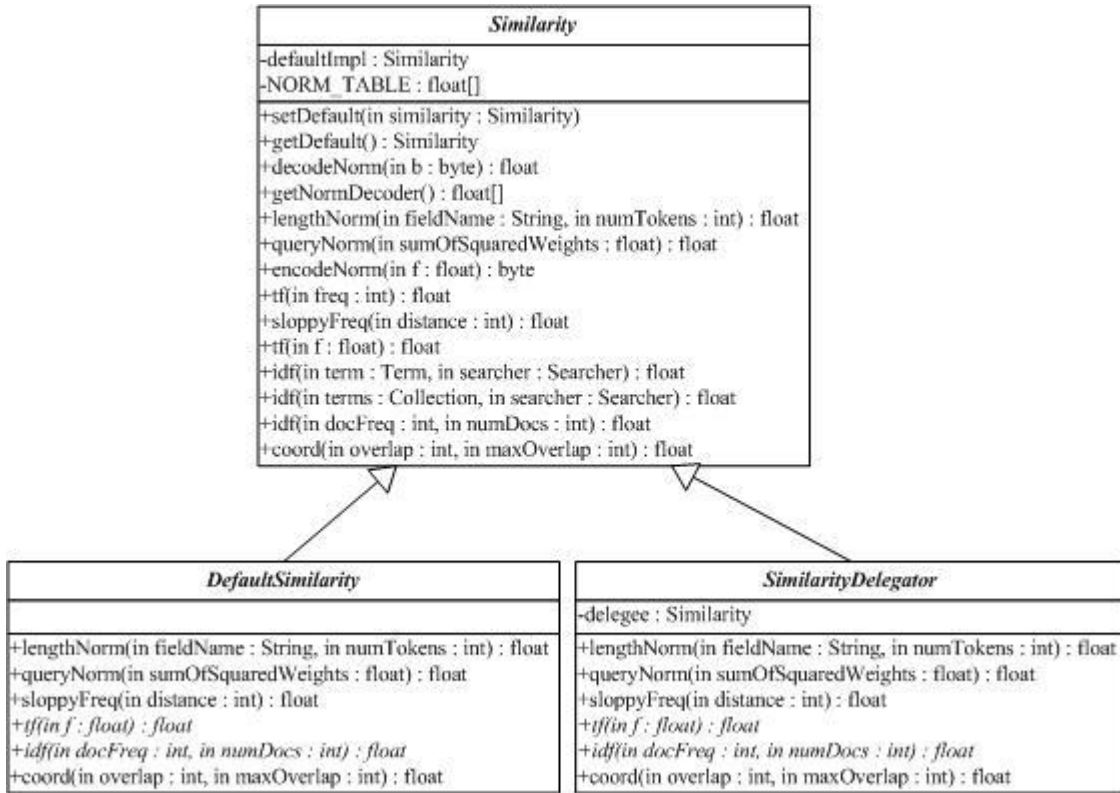 Similarity
-defaultImpl : Similarity
-NORM_TABLE : float[]
+setDefault(in similarity : Similarity)
+getDefault() : Similarity
+decodeNorm(in b : byte) : float
+getNormDecoder() : float[]
+lengthNorm(in fieldName : String, in numTokens : int) : float
+queryNorm(in sumOfSquaredWeights : float) : float
+encodeNorm(in f : float) : byte
+tf(in freq : int) : float
+sloppyFreq(in distance : int) : float
+tf(in f : float) : float
+idf(in term : Term, in searcher : Searcher) : float
+idf(in terms : Collection, in searcher : Searcher) : float
+idf(in docFreq : int, in numDocs : int) : float
+coord(in overlap : int, in maxOverlap : int) : float
DefaultSimilarity
+lengthNorm(in fieldName : String, in numTokens : int) : float
+queryNorm(in sumOfSquaredWeights : float) : float
+sloppyFreq(in distance : int) : float
+tf(in f : float) : float
+idf(in docFreq : int, in numDocs : int) : float
+coord(in overlap : int, in maxOverlap : int) : float
SimilarityDelegator
-delegee : Similarity
+lengthNorm(in fieldName : String, in numTokens : int) : float
+queryNorm(in sumOfSquaredWeights : float) : float
+sloppyFreq(in distance : int) : float
+tf(in f : float) : float
+idf(in docFreq : int, in numDocs : int) : float
+coord(in overlap : int, in maxOverlap : int) : float